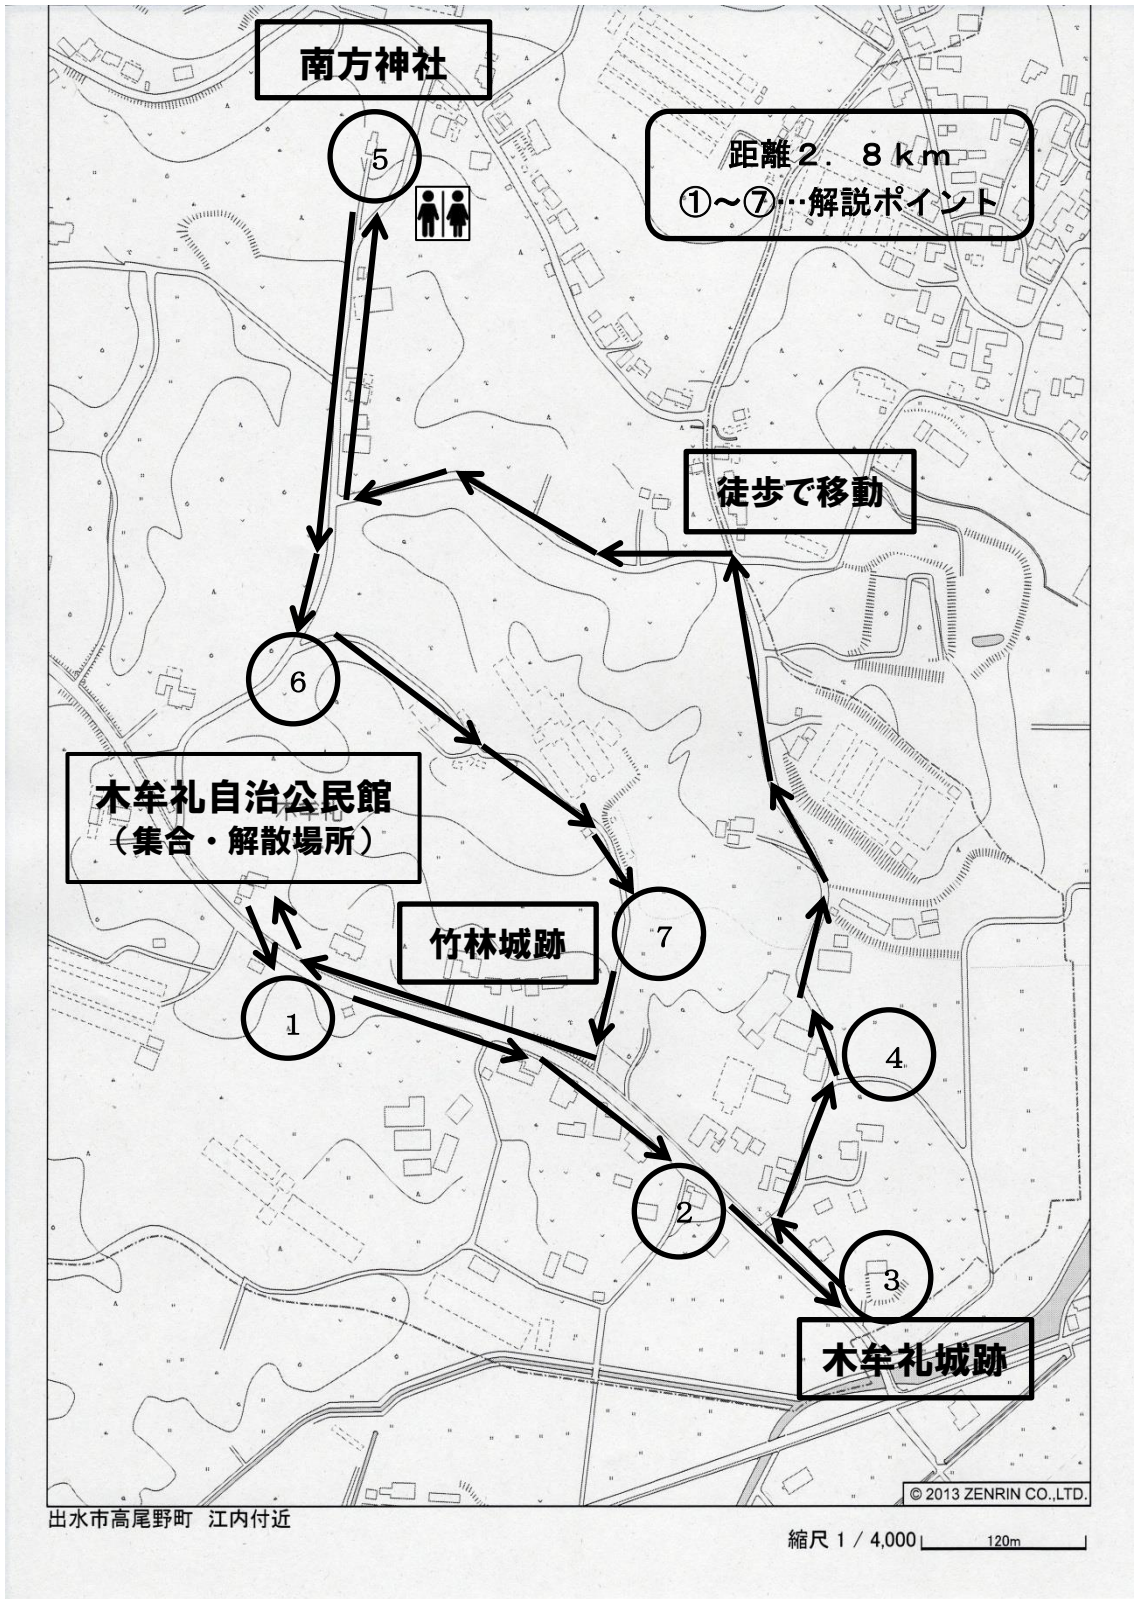 南方神社
5
距離2．8ｋｍ
①～⑦…解説ポイント
徒歩で移動
6
木牟礼自治公民館
（集合・解散場所）
木牟礼
竹林城跡
7
1
4
2
3
木牟礼城跡
© 2013 ZENRIN CO.,LTD.
出水市高尾野町　江内付近
縮尺 1 / 4,000
120m